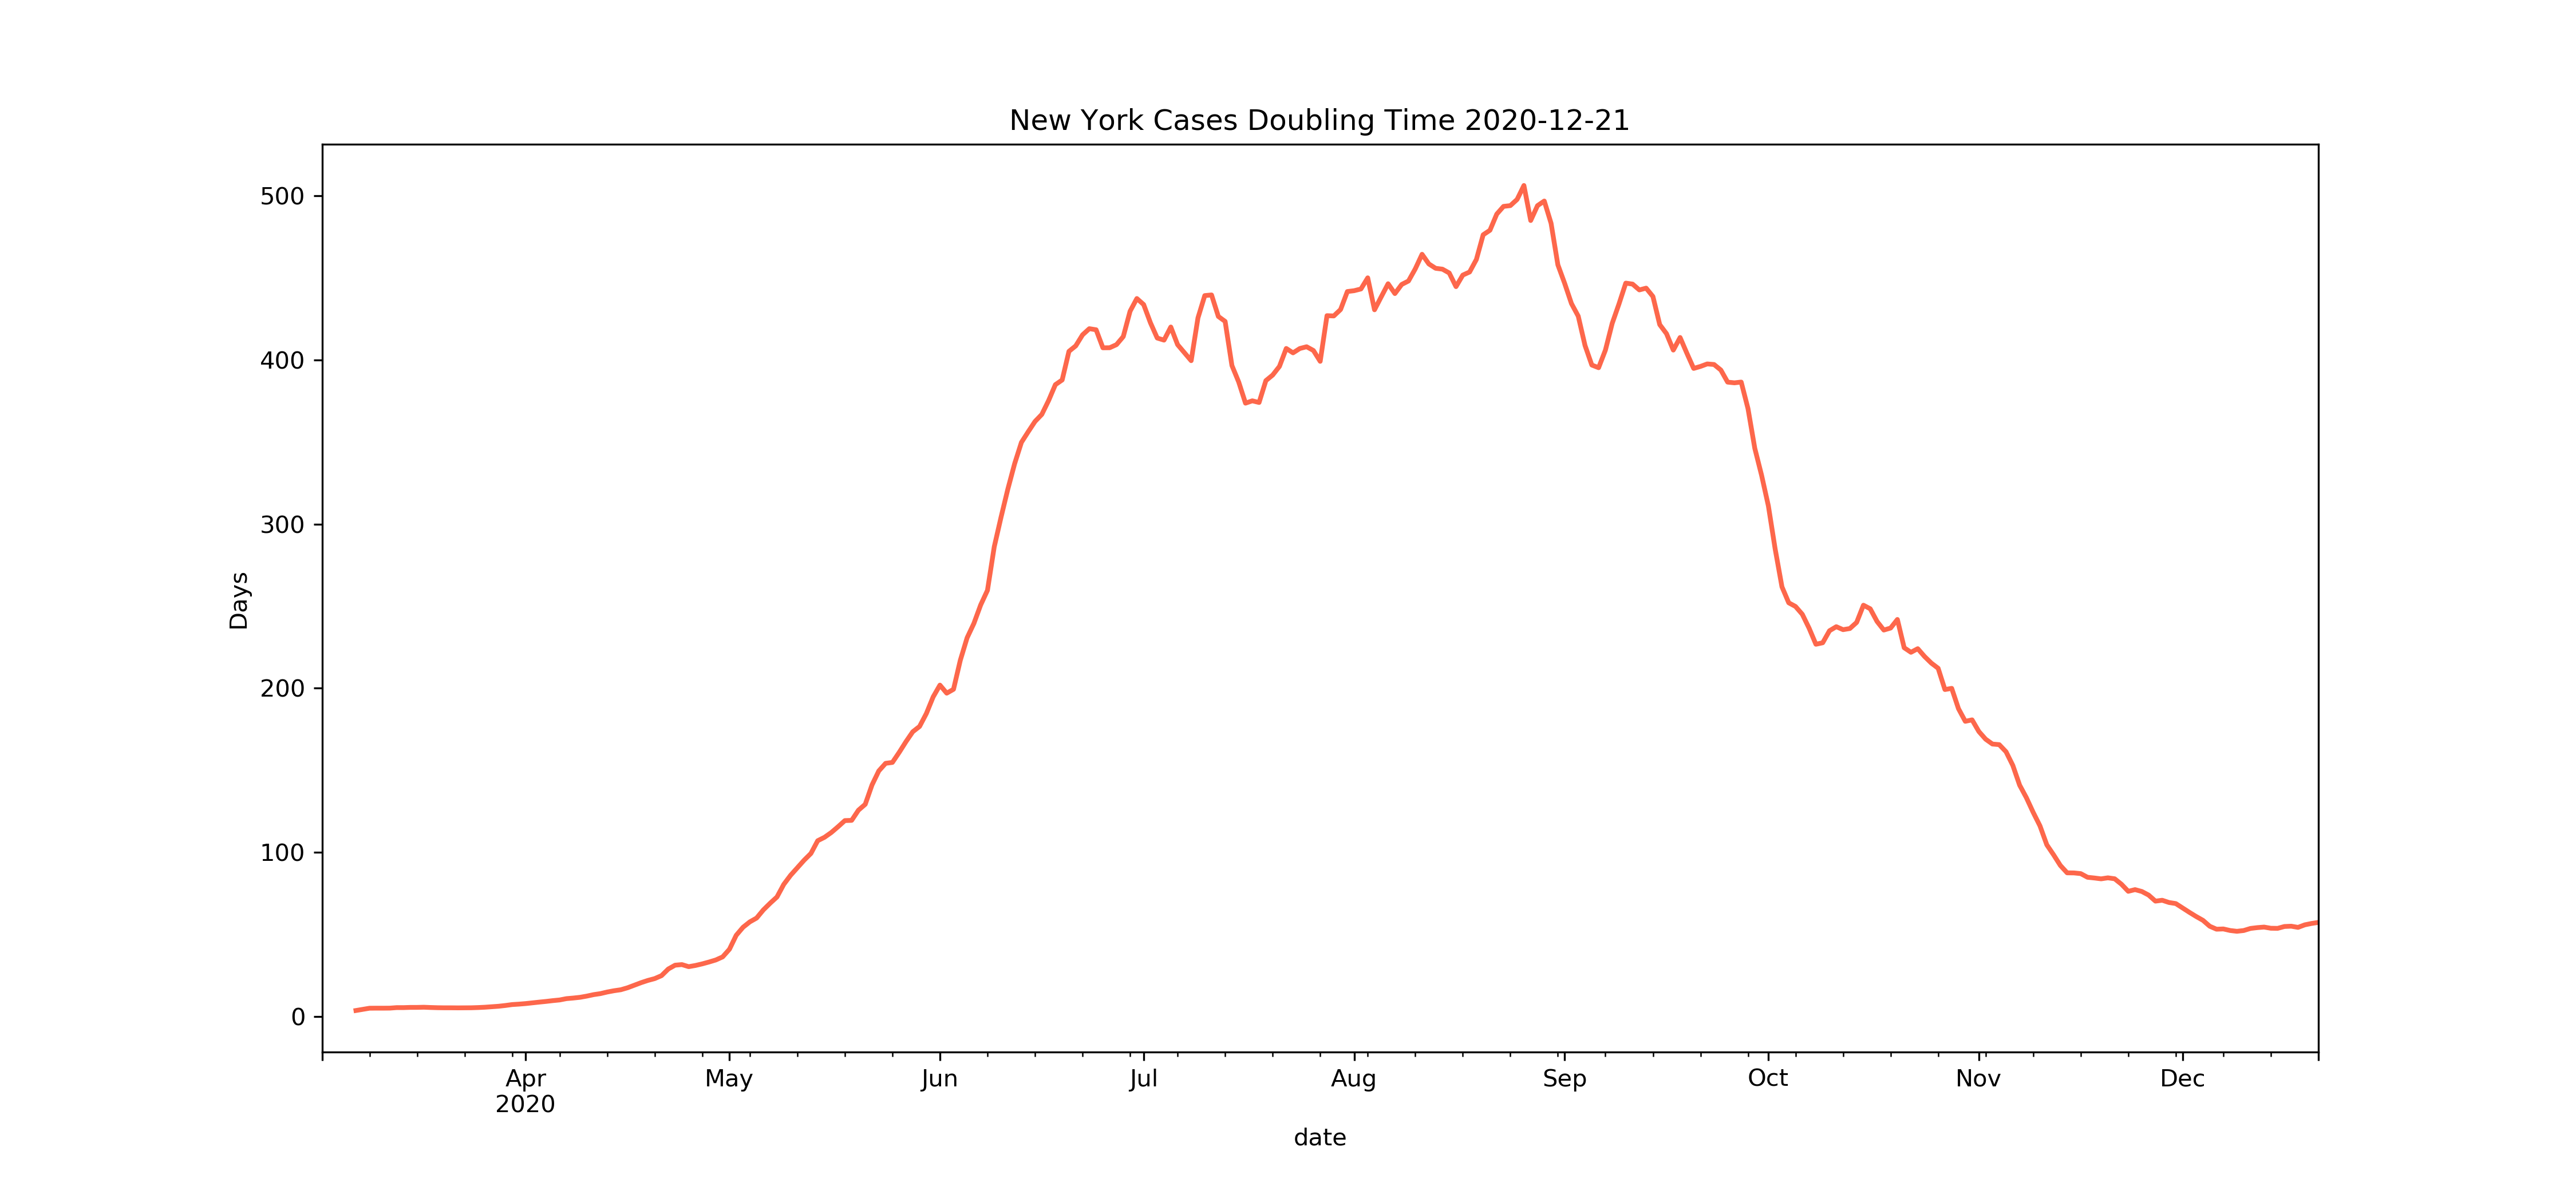 New York Cases Doubling Time 2020-12-21
500
400
300
200
100
0
Days
Apr May Jun Jul Aug Sep Oct Nov Dec
2020
date